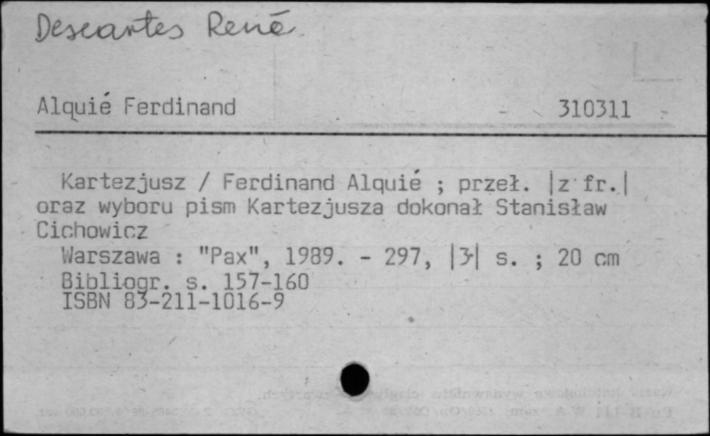 Descartes René
Alquié Ferdinand 310311
Kartezjusz / Ferdinand Alquié ; przeł. |z fr.|
oraz wyboru pism Kartezjusza dokonał Stanisław
Cichowicz
Warszawa : "Pax", 1989. - 297, |3| s. ; 20 cm
Bibliogr. s. 157-160
ISBN 83-211-1016-9